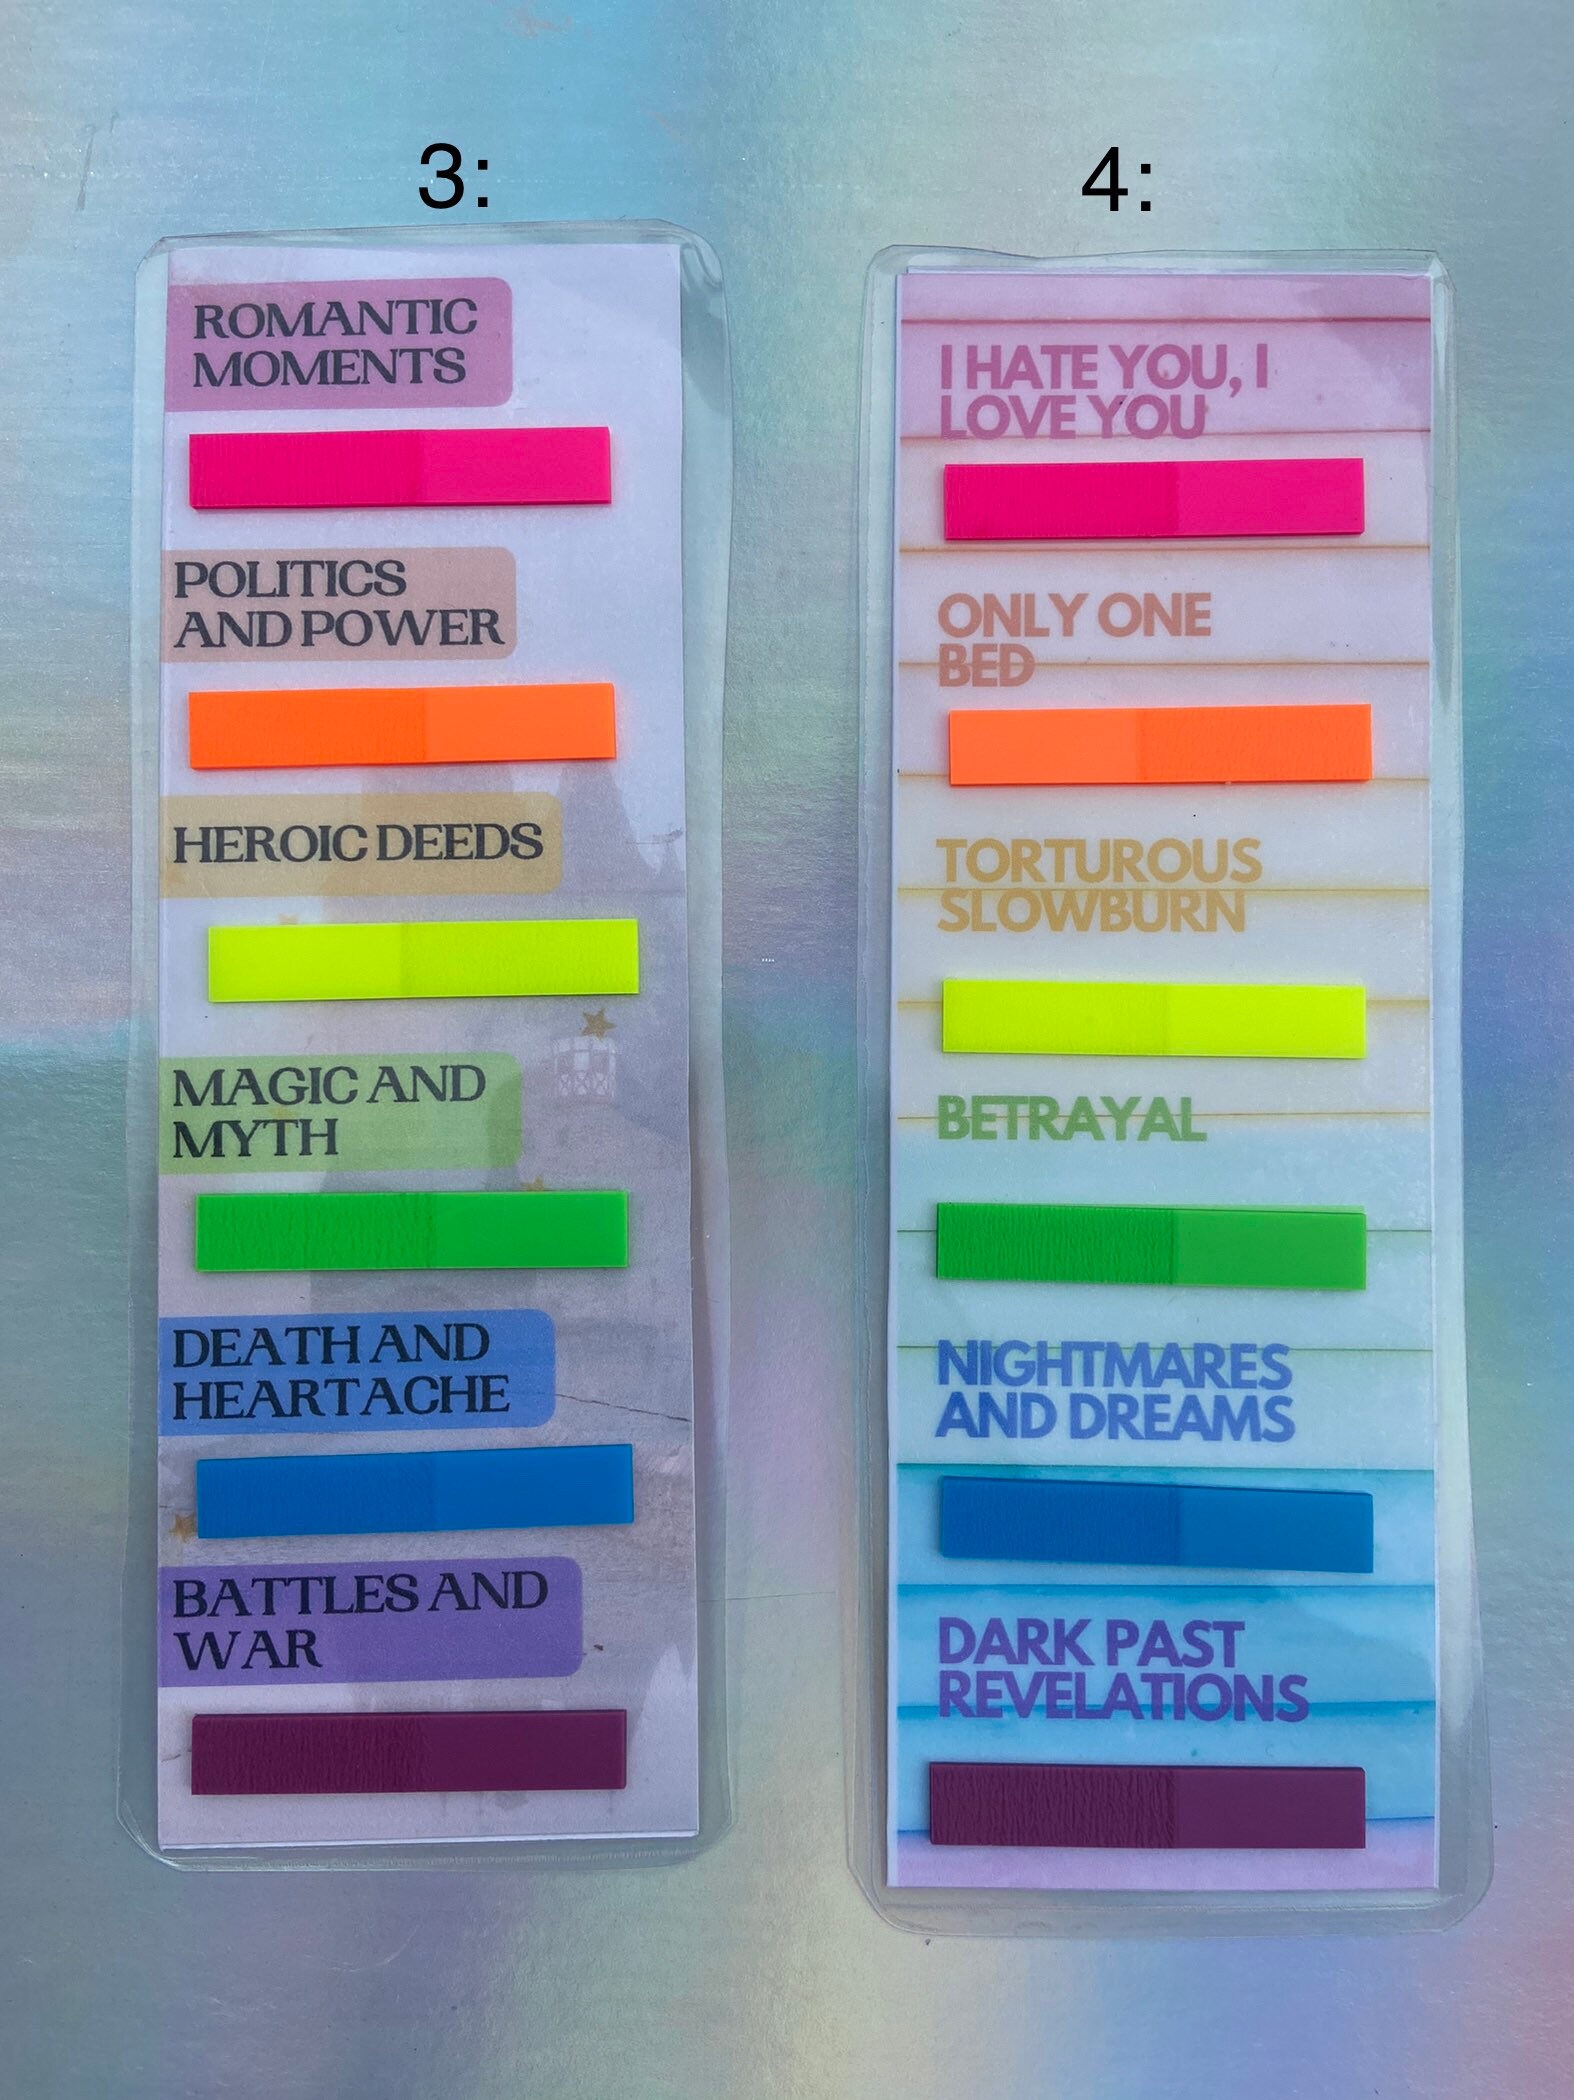 3:
ROMANTIC
MOMENTS
POLITICS
AND POWER
HEROIC DEEDS
MAGIC AND
MYTH
DEATH AND
HEARTACHE
BATTLES AND
WAR
4:
I HATE YOU, I
LOVE YOU
ONLY ONE
BED
TORTUROUS
SLOWBURN
BETRAYAL
NIGHTMARES
AND DREAMS
DARK PAST
REVELATIONS